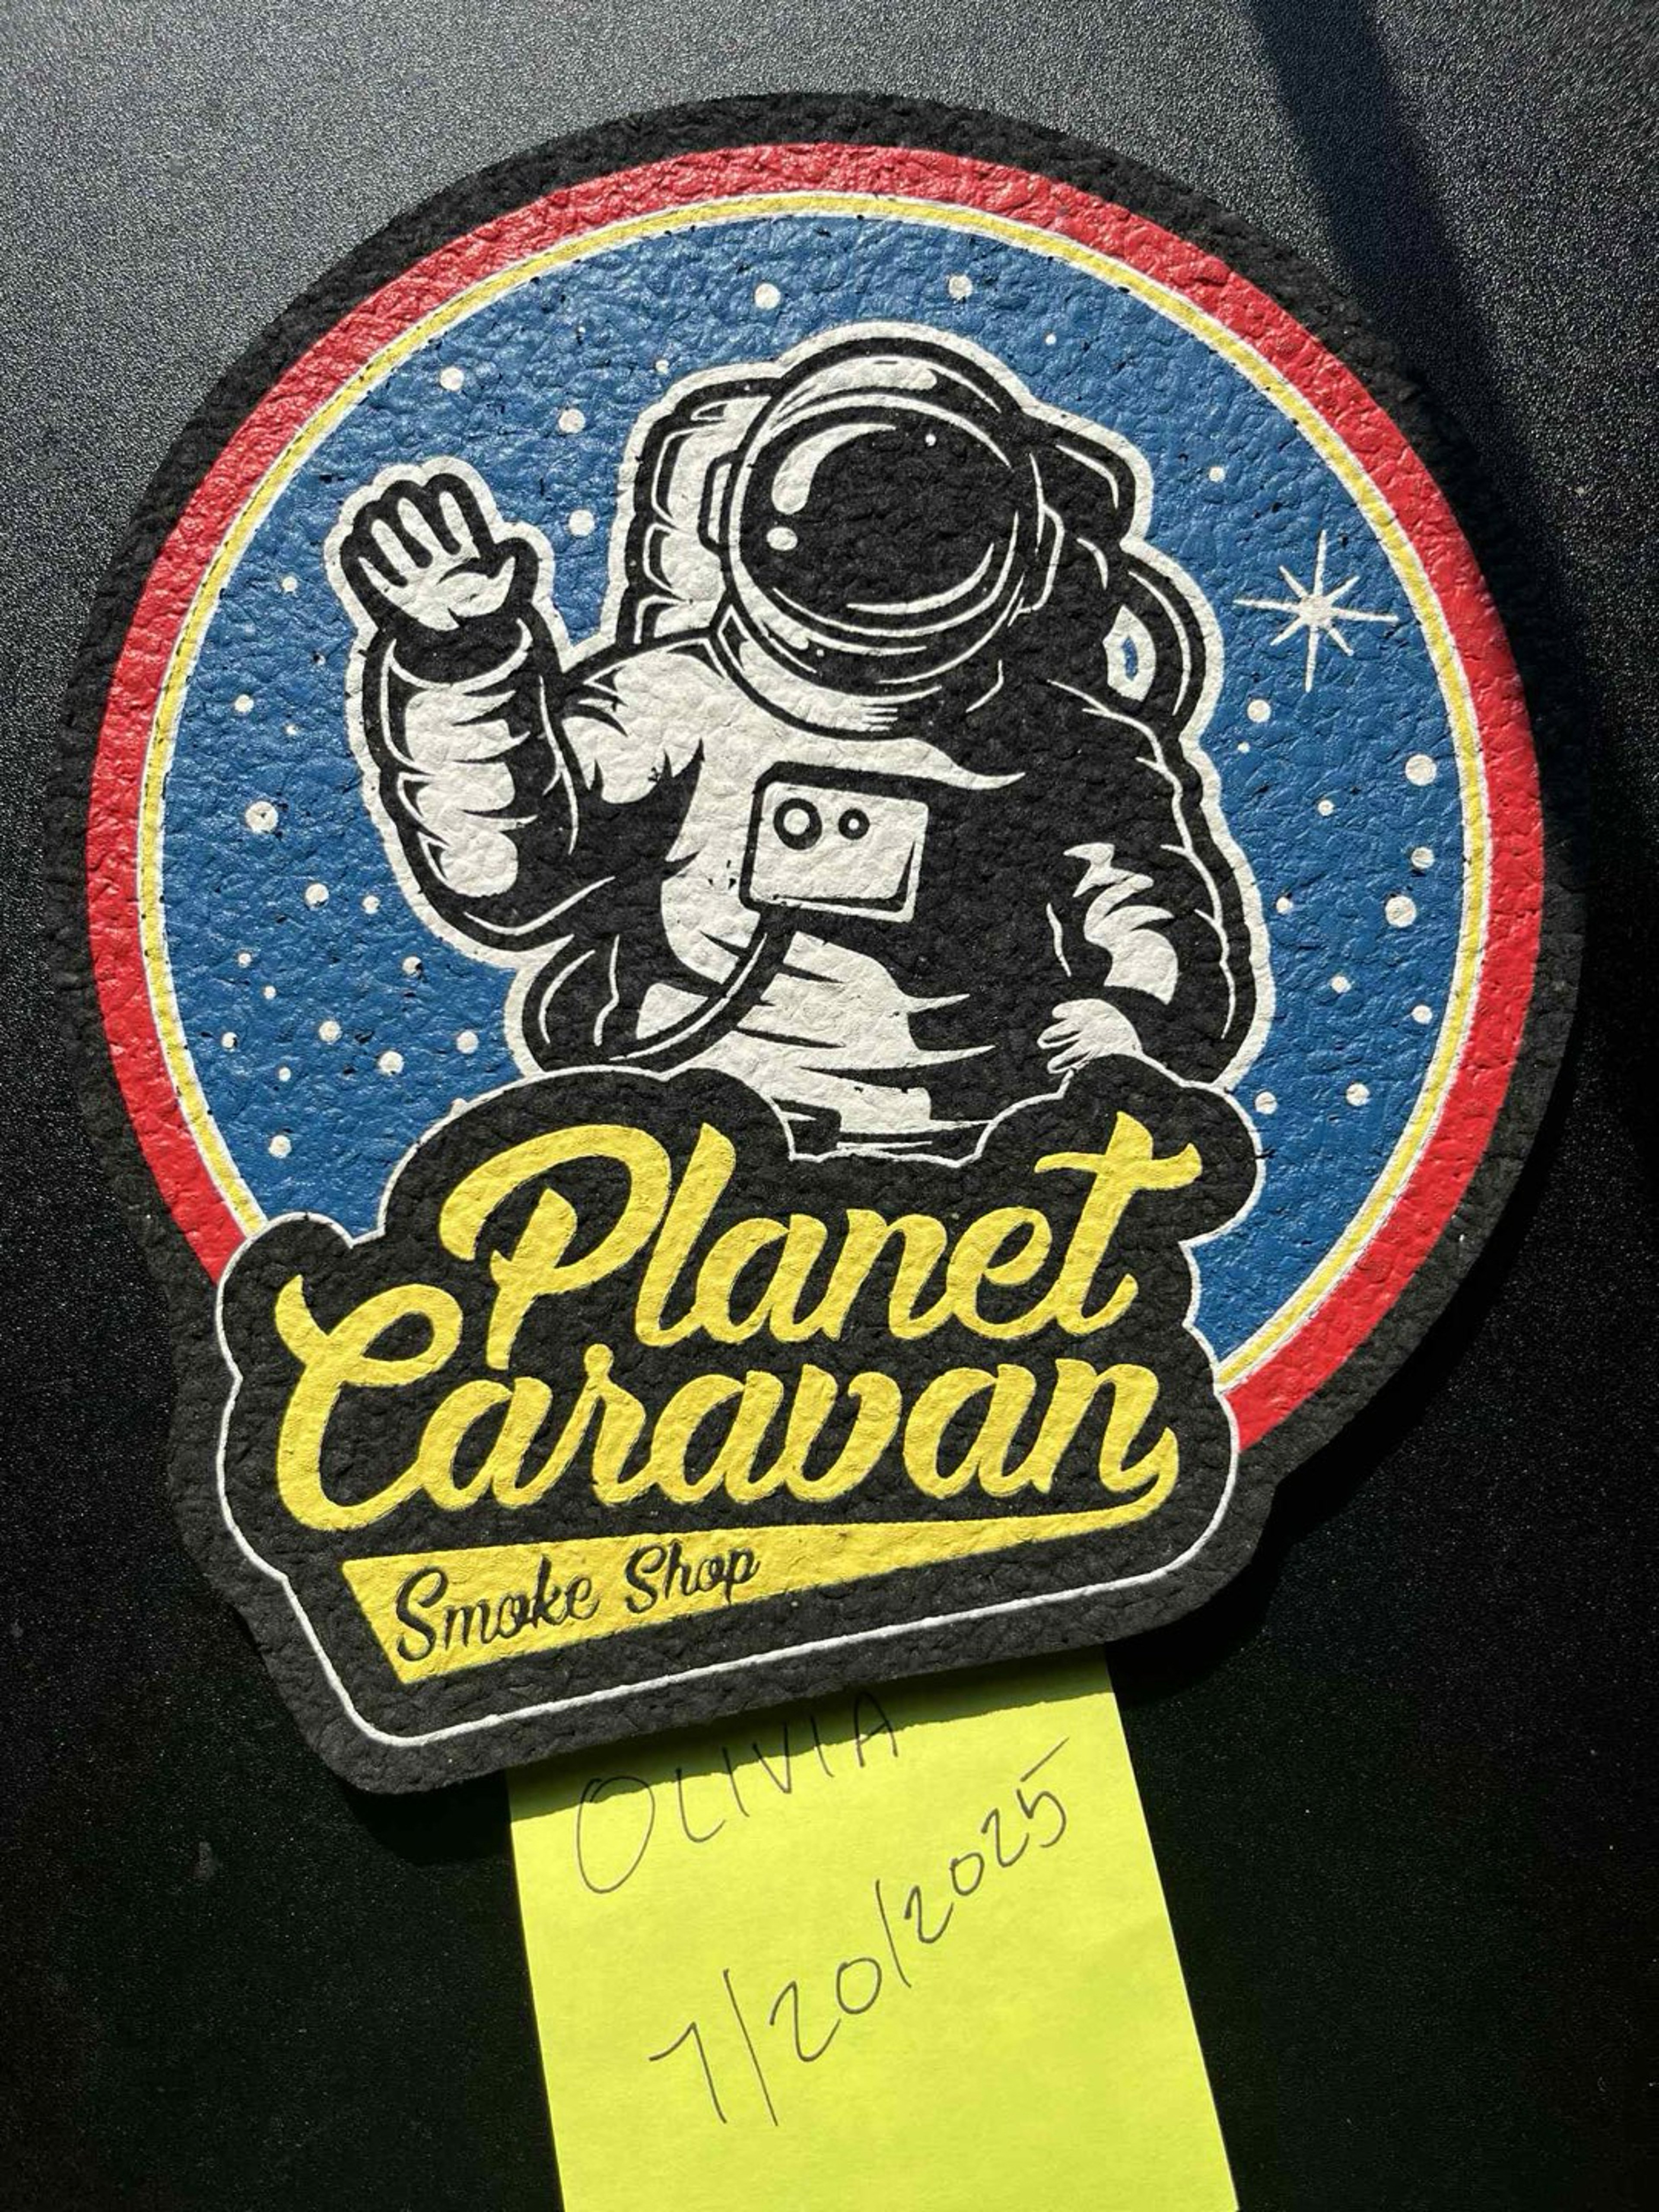 Planet
Caravan
Smoke Shop
OLIVIA
7/20/2025